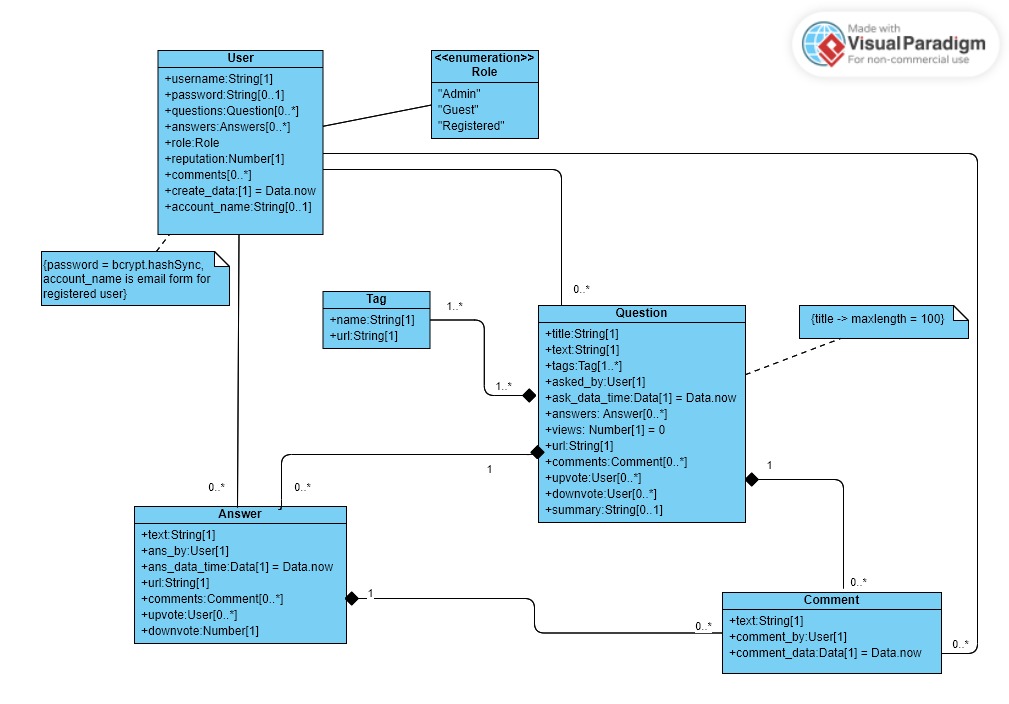 Made with
Visual Paradigm
For non-commercial use
User
+username:String[1]
+password:String[0..1]
+questions:Question[0..*]
+answers:Answers[0..*]
+role:Role
+reputation:Number[1]
+comments[0..*]
+create_data:[1] = Data.now
+account_name:String[0..1]
<<enumeration>>
Role
"Admin"
"Guest"
"Registered"
{password = bcrypt.hashSync,
account_name is email form for
registered user}
Tag
+name:String[1]
+url:String[1]
1..*
1..*
0..*
Question
+title:String[1]
+text:String[1]
+tags:Tag[1..*]
+asked_by:User[1]
+ask_data_time:Data[1] = Data.now
+answers: Answer[0..*]
+views: Number[1] = 0
+url:String[1]
+comments:Comment[0..*]
+upvote:User[0..*]
+downvote:User[0..*]
+summary:String[0..1]
{title -> maxlength = 100}
1
1
0..*
0..*
Answer
+text:String[1]
+ans_by:User[1]
+ans_data_time:Data[1] = Data.now
+url:String[1]
+comments:Comment[0..*]
+upvote:User[0..*]
+downvote:Number[1]
1
0..*
0..*
0..*
Comment
+text:String[1]
+comment_by:User[1]
+comment_data:Data[1] = Data.now